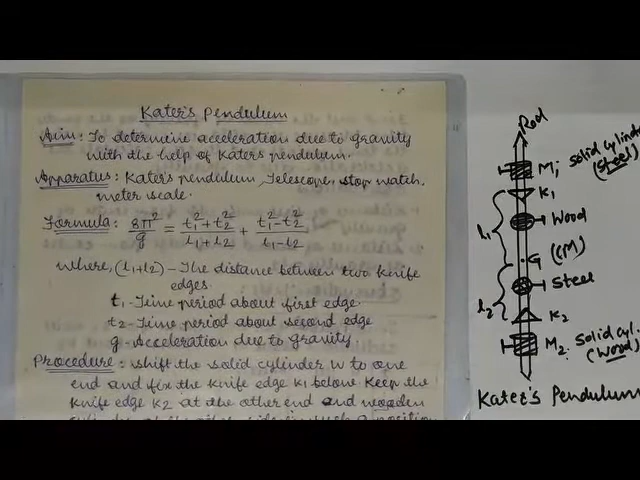 Kater's Pendulum
Aim: To determine acceleration due to gravity
with the help of Kater's pendulum.
Apparatus: Kater's pendulum, Telescope, stop watch,
meter scale.
Formula: 8π²/g = (t₁²+t₂²)/(l₁+l₂) + (t₁²-t₂²)/(l₁-l₂)
Where, (l₁+l₂) - The distance between two knife
edges.
t₁ - Time period about first edge.
t₂ - Time period about second edge
g - Acceleration due to gravity
Procedure: Shift the solid cylinder W to one
end and fix the knife edge K₁ below Keep the
knife edge K₂ at the other end and wooden
in such a position
Rod
M₁: solid cylinde
(steel)
K₁
l₁
Wood
G (CM)
Steel
l₂
K₂
M₂: solid cyl.
(wood)
Kater's Pendulum